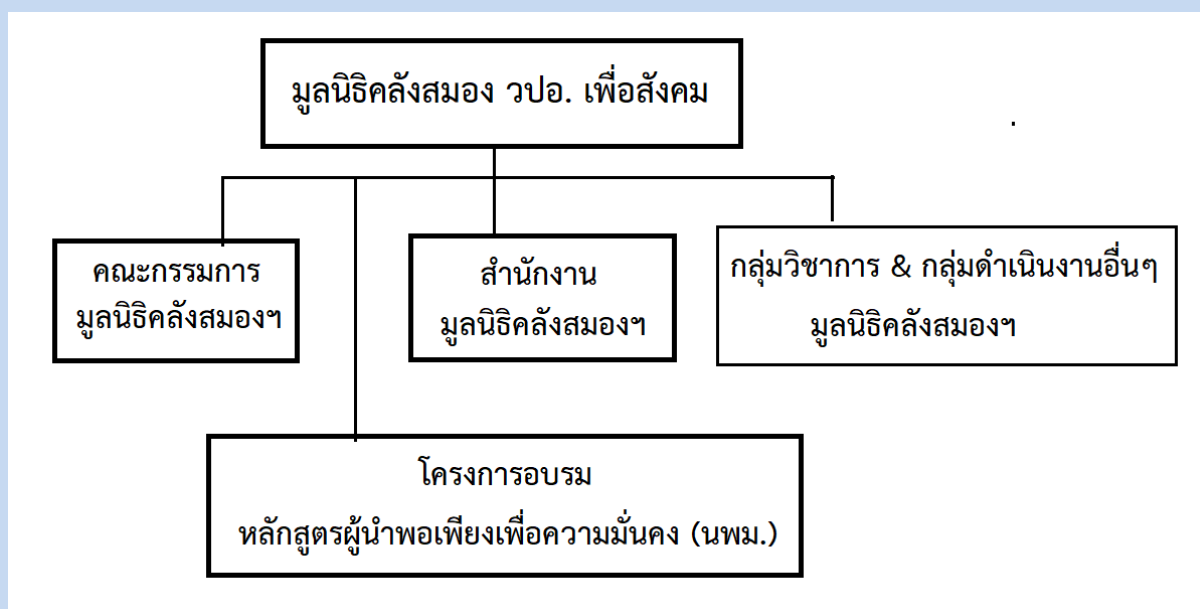 มูลนิธิคลังสมอง วปอ. เพื่อสังคม
.
คณะกรรมการ
มูลนิธิคลังสมองฯ
สำนักงาน
มูลนิธิคลังสมองฯ
กลุ่มวิชาการ & กลุ่มดำเนินงานอื่นๆ
มูลนิธิคลังสมองฯ
โครงการอบรม
หลักสูตรผู้นำพอเพียงเพื่อความมั่นคง (นพม.)